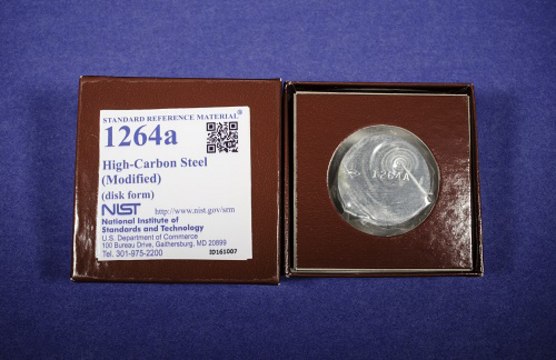 STANDARD REFERENCE MATERIAL®
1264a
High-Carbon Steel
(Modified)
(disk form)
NIST http://www.nist.gov/srm
National Institute of
Standards and Technology
U.S. Department of Commerce
100 Bureau Drive, Gaithersburg, MD 20899
Tel. 301-975-2200 ID161007
1264A